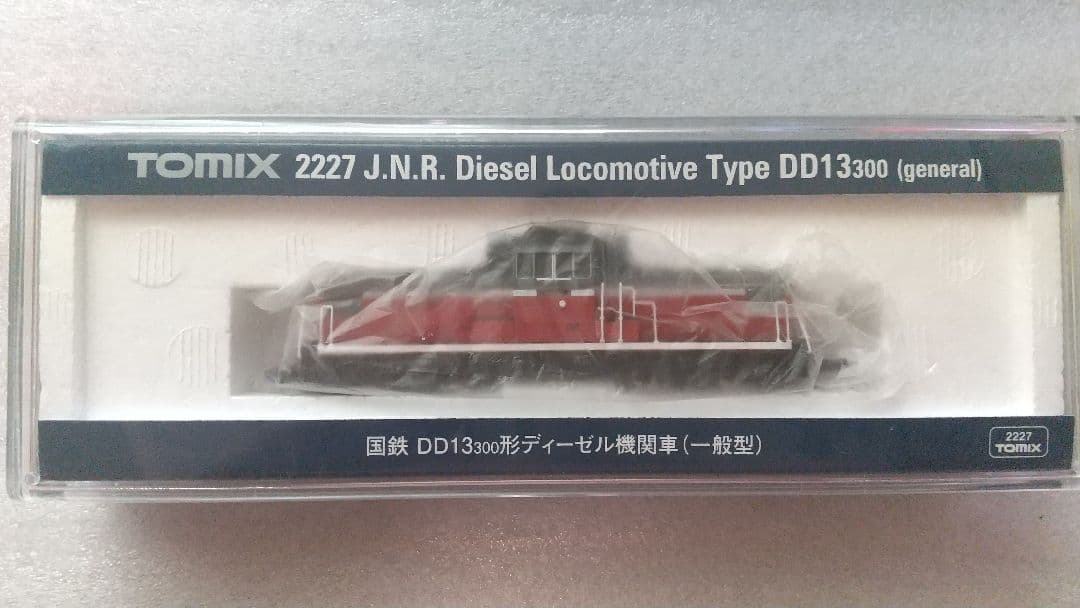 TOMIX 2227 J.N.R. Diesel Locomotive Type DD13300 (general)
国鉄 DD13300形ディーゼル機関車(一般型)
2227
TOMIX